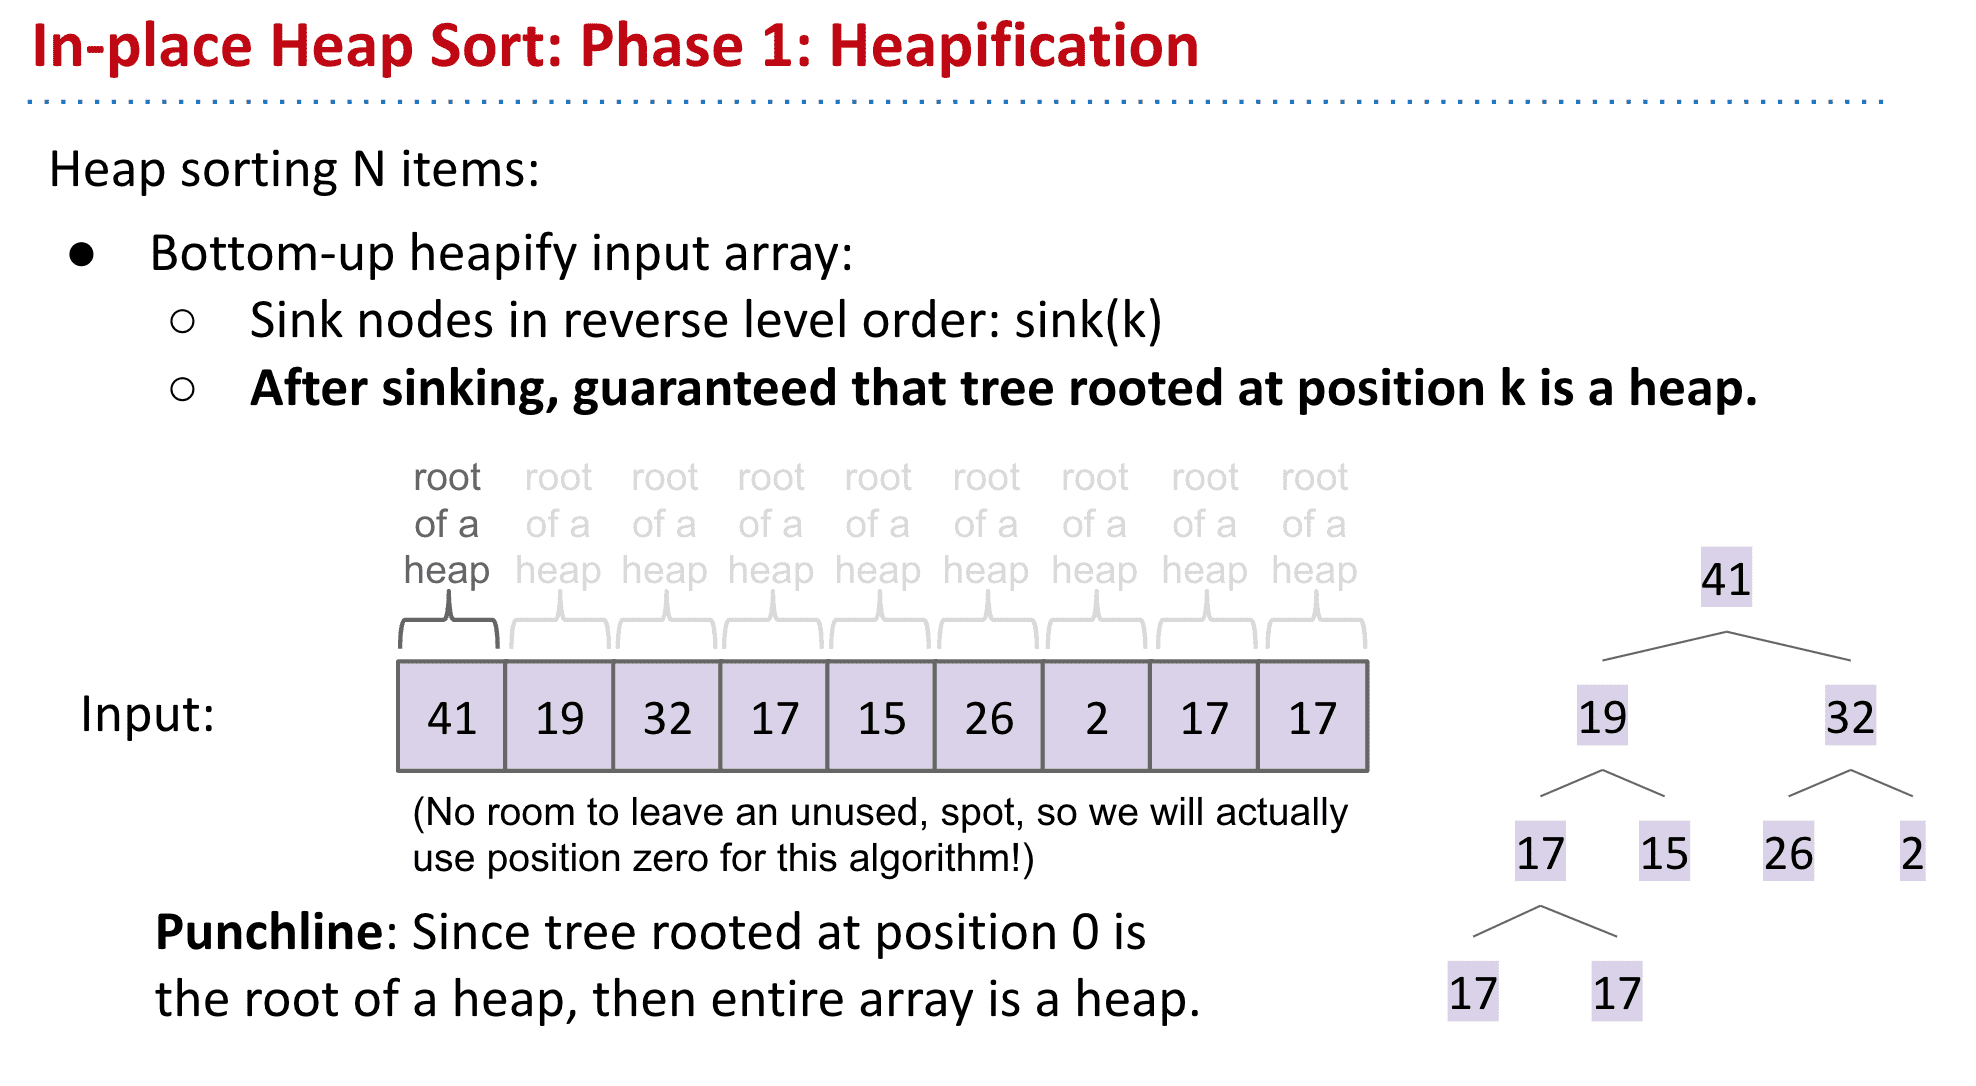 In-place Heap Sort: Phase 1: Heapification
Heap sorting N items:
● Bottom-up heapify input array:
○ Sink nodes in reverse level order: sink(k)
○ After sinking, guaranteed that tree rooted at position k is a heap.
root root root root root root root root root
of a of a of a of a of a of a of a of a of a
heap heap heap heap heap heap heap heap heap
Input: 41 19 32 17 15 26 2 17 17
(No room to leave an unused, spot, so we will actually
use position zero for this algorithm!)
Punchline: Since tree rooted at position 0 is
the root of a heap, then entire array is a heap.
41
19 32
17 15 26 2
17 17